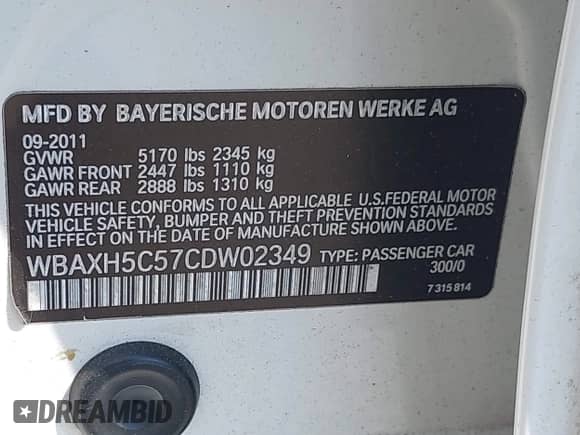 MFD BY BAYERISCHE MOTOREN WERKE AG
09-2011
GVWR 5170 lbs 2345 kg
GAWR FRONT 2447 lbs 1110 kg
GAWR REAR 2888 lbs 1310 kg
THIS VEHICLE CONFORMS TO ALL APPLICABLE U.S.FEDERAL MOTOR
VEHICLE SAFETY, BUMPER AND THEFT PREVENTION STANDARDS
IN EFFECT ON THE DATE OF MANUFACTURE SHOWN ABOVE.
WBAXH5C57CDW02349 TYPE: PASSENGER CAR
300/0
7 315 814
DREAMBID